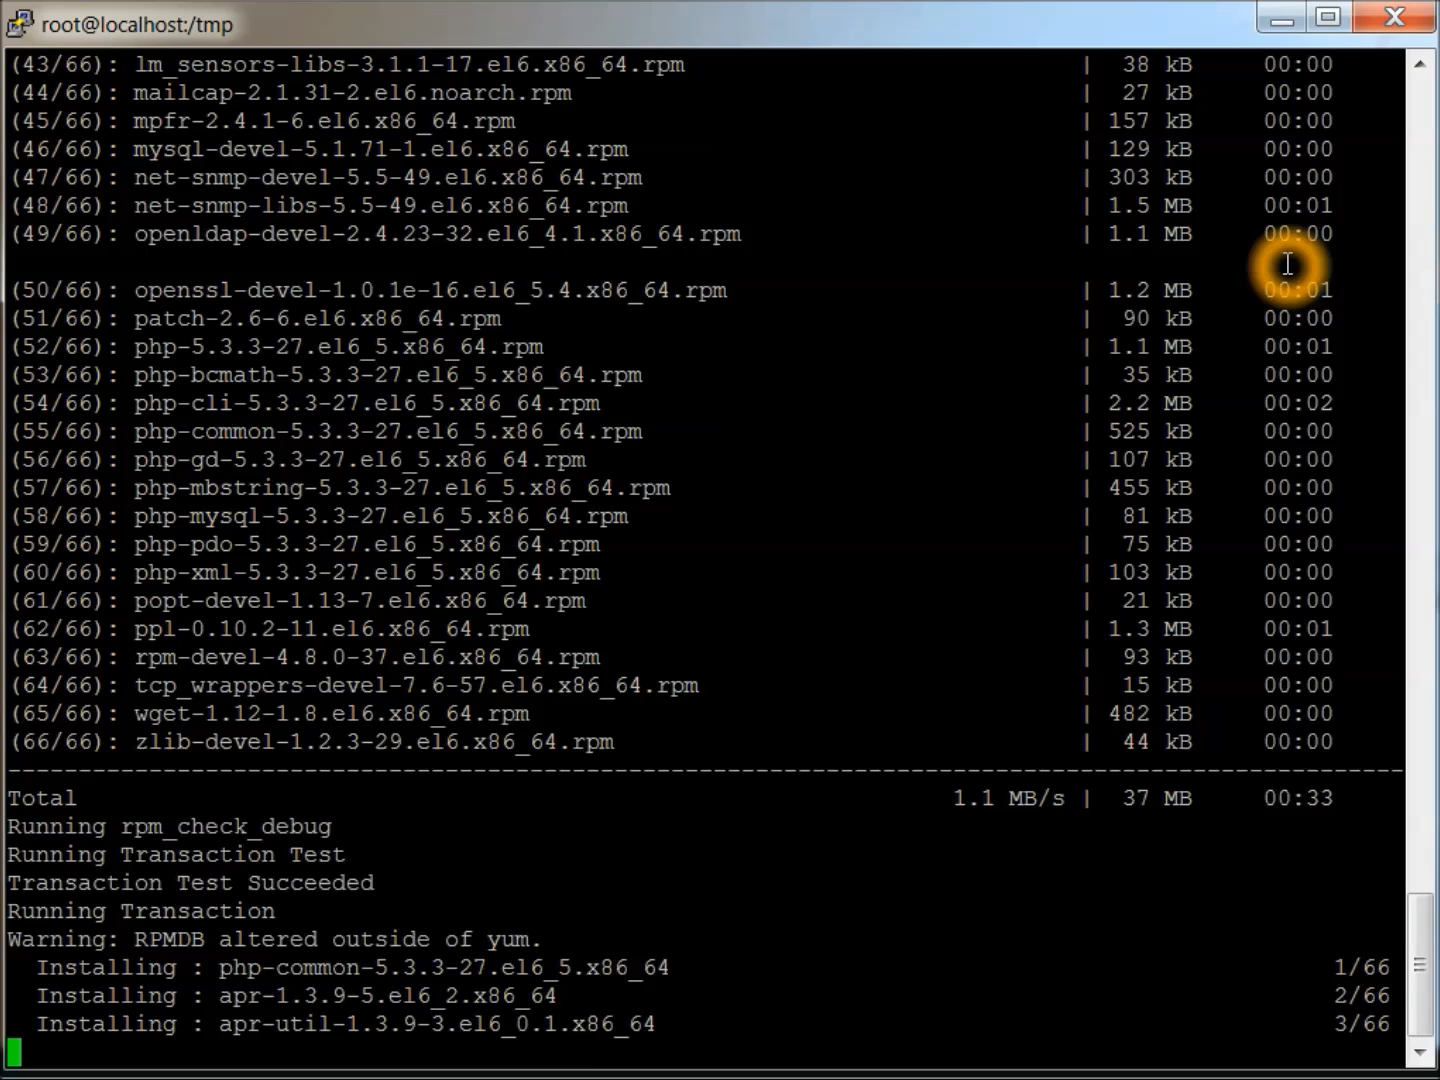 root@localhost:/tmp
(43/66): lm_sensors-libs-3.1.1-17.el6.x86_64.rpm | 38 kB 00:00
(44/66): mailcap-2.1.31-2.el6.noarch.rpm | 27 kB 00:00
(45/66): mpfr-2.4.1-6.el6.x86_64.rpm | 157 kB 00:00
(46/66): mysql-devel-5.1.71-1.el6.x86_64.rpm | 129 kB 00:00
(47/66): net-snmp-devel-5.5-49.el6.x86_64.rpm | 303 kB 00:00
(48/66): net-snmp-libs-5.5-49.el6.x86_64.rpm | 1.5 MB 00:01
(49/66): openldap-devel-2.4.23-32.el6_4.1.x86_64.rpm | 1.1 MB 00:00
(50/66): openssl-devel-1.0.1e-16.el6_5.4.x86_64.rpm | 1.2 MB 00:01
(51/66): patch-2.6-6.el6.x86_64.rpm | 90 kB 00:00
(52/66): php-5.3.3-27.el6_5.x86_64.rpm | 1.1 MB 00:01
(53/66): php-bcmath-5.3.3-27.el6_5.x86_64.rpm | 35 kB 00:00
(54/66): php-cli-5.3.3-27.el6_5.x86_64.rpm | 2.2 MB 00:02
(55/66): php-common-5.3.3-27.el6_5.x86_64.rpm | 525 kB 00:00
(56/66): php-gd-5.3.3-27.el6_5.x86_64.rpm | 107 kB 00:00
(57/66): php-mbstring-5.3.3-27.el6_5.x86_64.rpm | 455 kB 00:00
(58/66): php-mysql-5.3.3-27.el6_5.x86_64.rpm | 81 kB 00:00
(59/66): php-pdo-5.3.3-27.el6_5.x86_64.rpm | 75 kB 00:00
(60/66): php-xml-5.3.3-27.el6_5.x86_64.rpm | 103 kB 00:00
(61/66): popt-devel-1.13-7.el6.x86_64.rpm | 21 kB 00:00
(62/66): ppl-0.10.2-11.el6.x86_64.rpm | 1.3 MB 00:01
(63/66): rpm-devel-4.8.0-37.el6.x86_64.rpm | 93 kB 00:00
(64/66): tcp_wrappers-devel-7.6-57.el6.x86_64.rpm | 15 kB 00:00
(65/66): wget-1.12-1.8.el6.x86_64.rpm | 482 kB 00:00
(66/66): zlib-devel-1.2.3-29.el6.x86_64.rpm | 44 kB 00:00
--------------------------------------------------------------------------------
Total 1.1 MB/s | 37 MB 00:33
Running rpm_check_debug
Running Transaction Test
Transaction Test Succeeded
Running Transaction
Warning: RPMDB altered outside of yum.
Installing : php-common-5.3.3-27.el6_5.x86_64 1/66
Installing : apr-1.3.9-5.el6_2.x86_64 2/66
Installing : apr-util-1.3.9-3.el6_0.1.x86_64 3/66